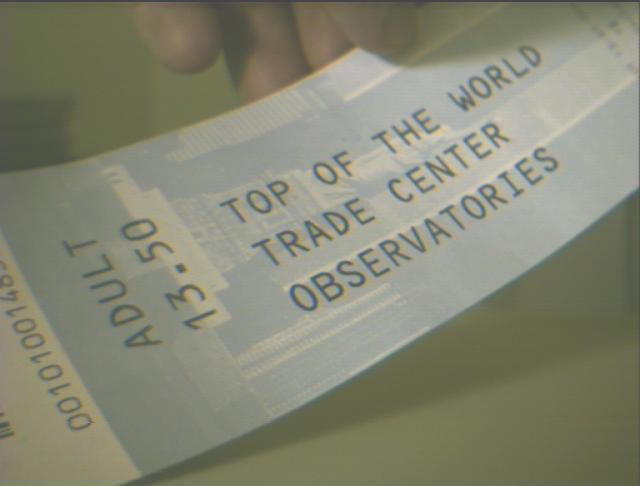 TOP OF THE WORLD
TRADE CENTER
OBSERVATORIES
ADULT
13.50